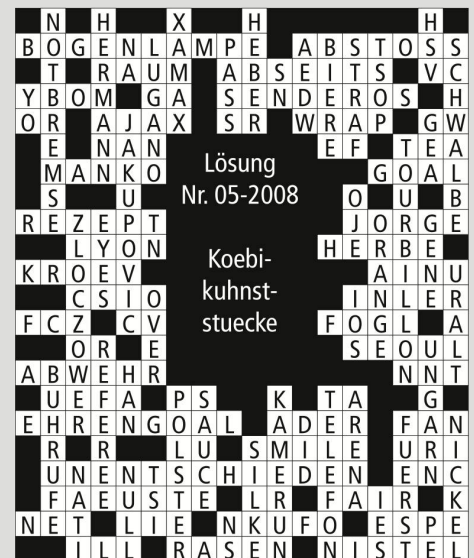 N H X H H
BOGENLAMPE ABSTOSS
T RAUM ABSEITS VC
YBOM GA SENDEROS H
OR AJAX SR WRAP GW
E NAN EF TEA
MANKO GOAL
S U O U B
REZEPT JORGE
LYON HERBE
KROEV AINU
CSIO INLER
FCZ CV FOGL A
OR E SEOUL
ABWEHR NNT
UEFA PS K TA G
EHRENGOAL ADER FAN
R R LU SMILE URI
UNENTSCHIEDEN ENC
FAEUSTE LR FAIR K
NET LIE NKUFO ESPE
ILL RASEN NISTEL
Lösung
Nr. 05-2008
Koebi-
kuhnst-
stuecke